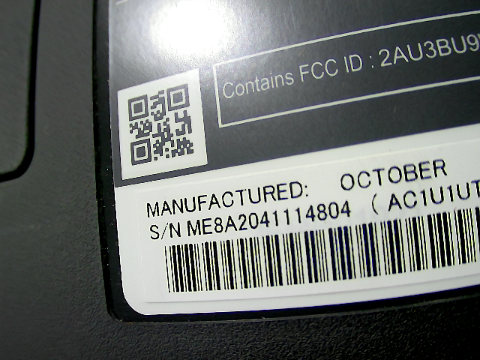 Contains FCC ID : 2AU3BU9
MANUFACTURED: OCTOBER
S/N ME8A2041114804 ( AC1U1UT